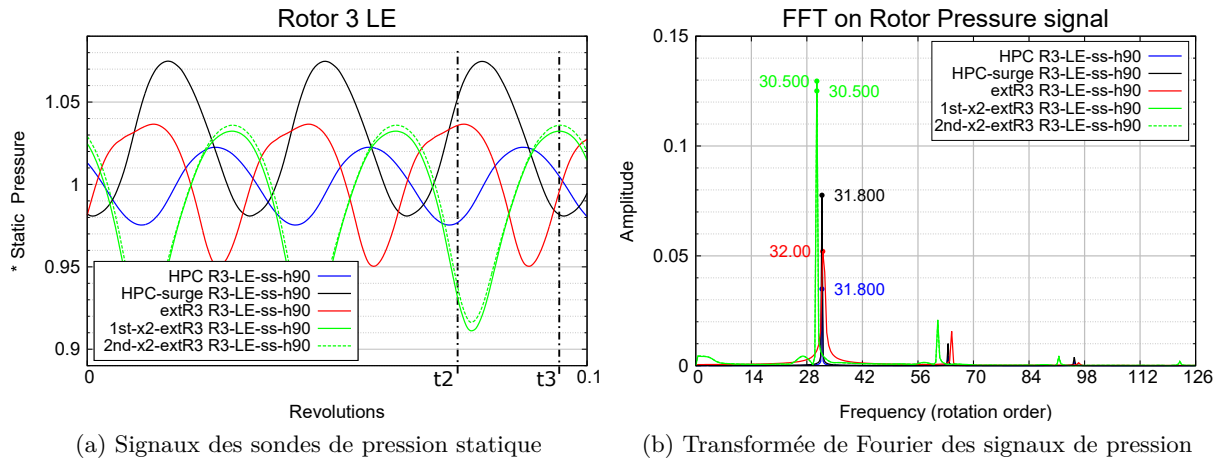 Rotor 3 LE
* Static Pressure
1.05
1
0.95
0.9
HPC R3-LE-ss-h90
HPC-surge R3-LE-ss-h90
extR3 R3-LE-ss-h90
1st-x2-extR3 R3-LE-ss-h90
2nd-x2-extR3 R3-LE-ss-h90
t2
t3
0
0.1
Revolutions
(a) Signaux des sondes de pression statique
FFT on Rotor Pressure signal
Amplitude
0.15
0.1
0.05
0
HPC R3-LE-ss-h90
HPC-surge R3-LE-ss-h90
extR3 R3-LE-ss-h90
1st-x2-extR3 R3-LE-ss-h90
2nd-x2-extR3 R3-LE-ss-h90
30.500
30.500
31.800
32.00
31.800
0 14 28 42 56 70 84 98 112 126
Frequency (rotation order)
(b) Transformée de Fourier des signaux de pression